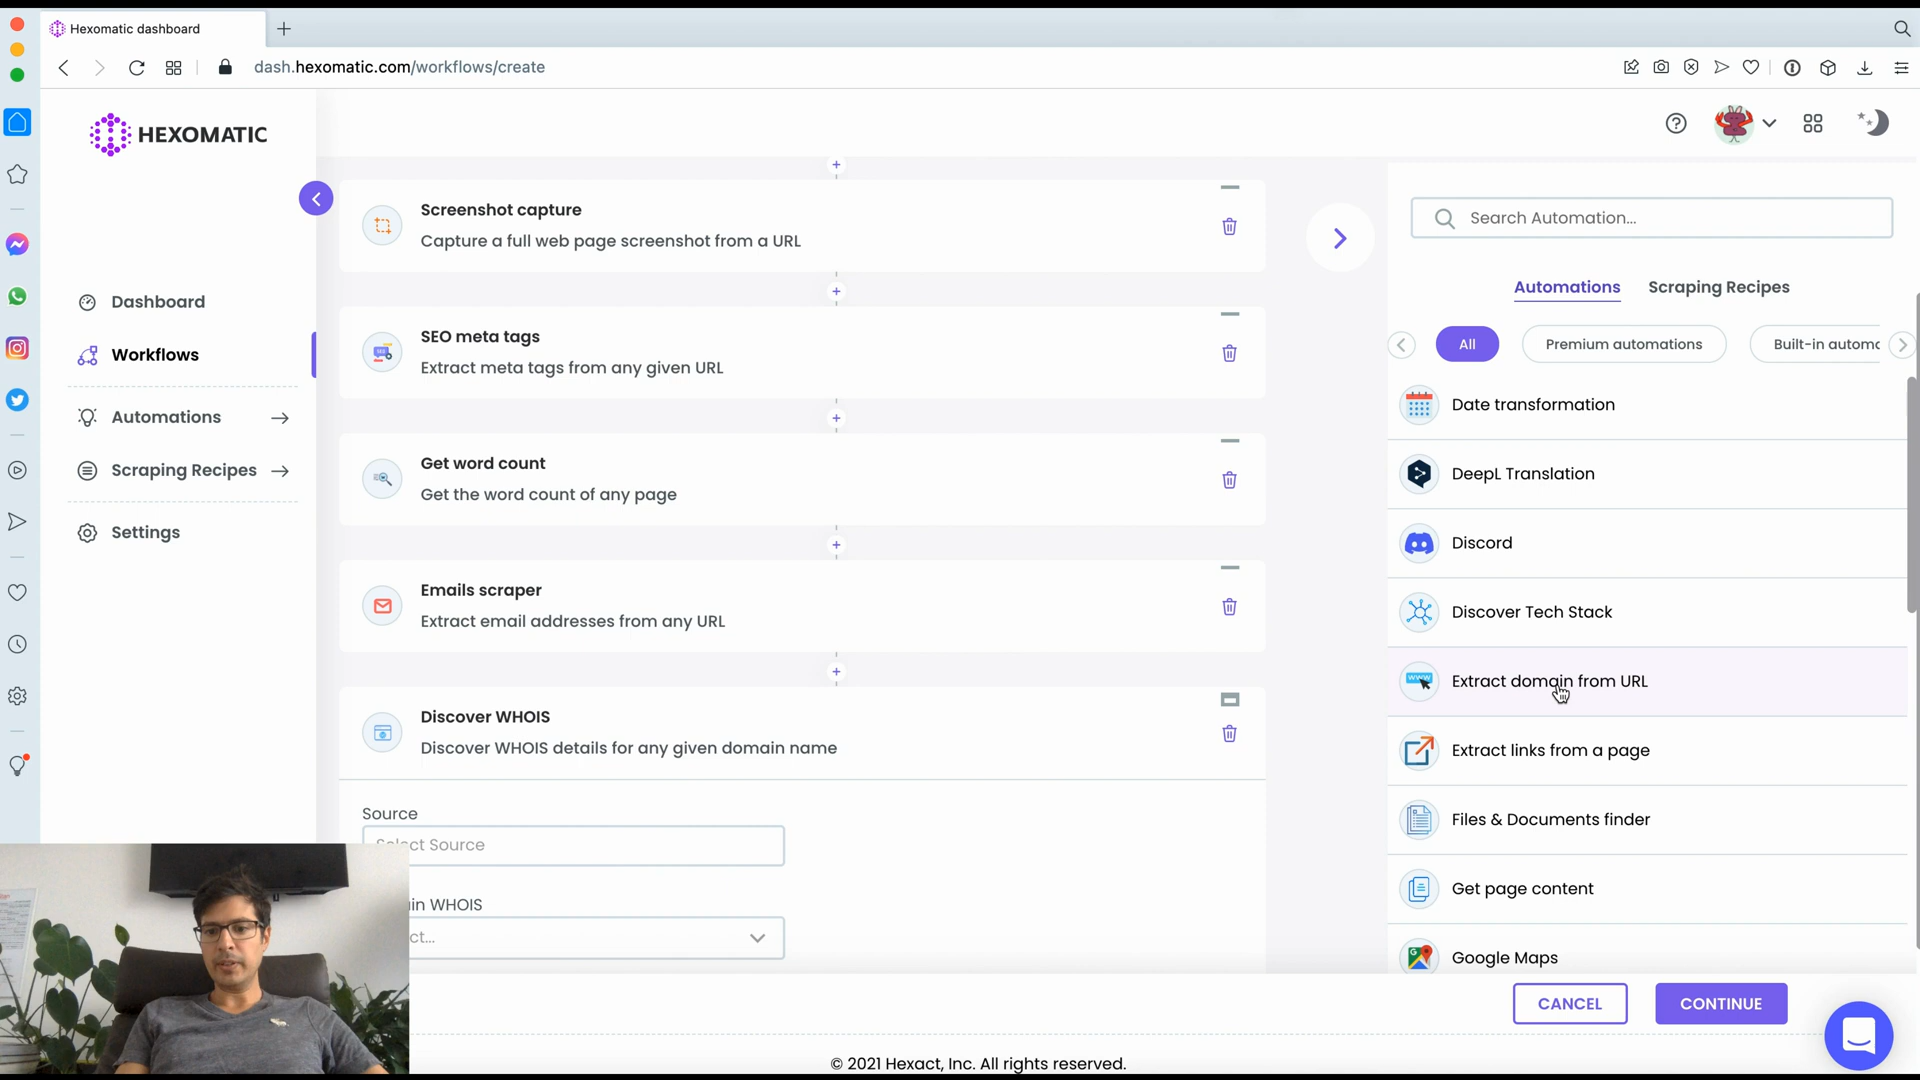 Hexomatic dashboard
dash.hexomatic.com/workflows/create
HEXOMATIC
Dashboard
Workflows
Automations
Scraping Recipes
Settings
Screenshot capture
Capture a full web page screenshot from a URL
SEO meta tags
Extract meta tags from any given URL
Get word count
Get the word count of any page
Emails scraper
Extract email addresses from any URL
Discover WHOIS
Discover WHOIS details for any given domain name
Source
Select Source
WHOIS
Search Automation...
Automations Scraping Recipes
All Premium automations Built-in automa
Date transformation
DeepL Translation
Discord
Discover Tech Stack
Extract domain from URL
Extract links from a page
Files & Documents finder
Get page content
Google Maps
CANCEL CONTINUE
© 2021 Hexact, Inc. All rights reserved.